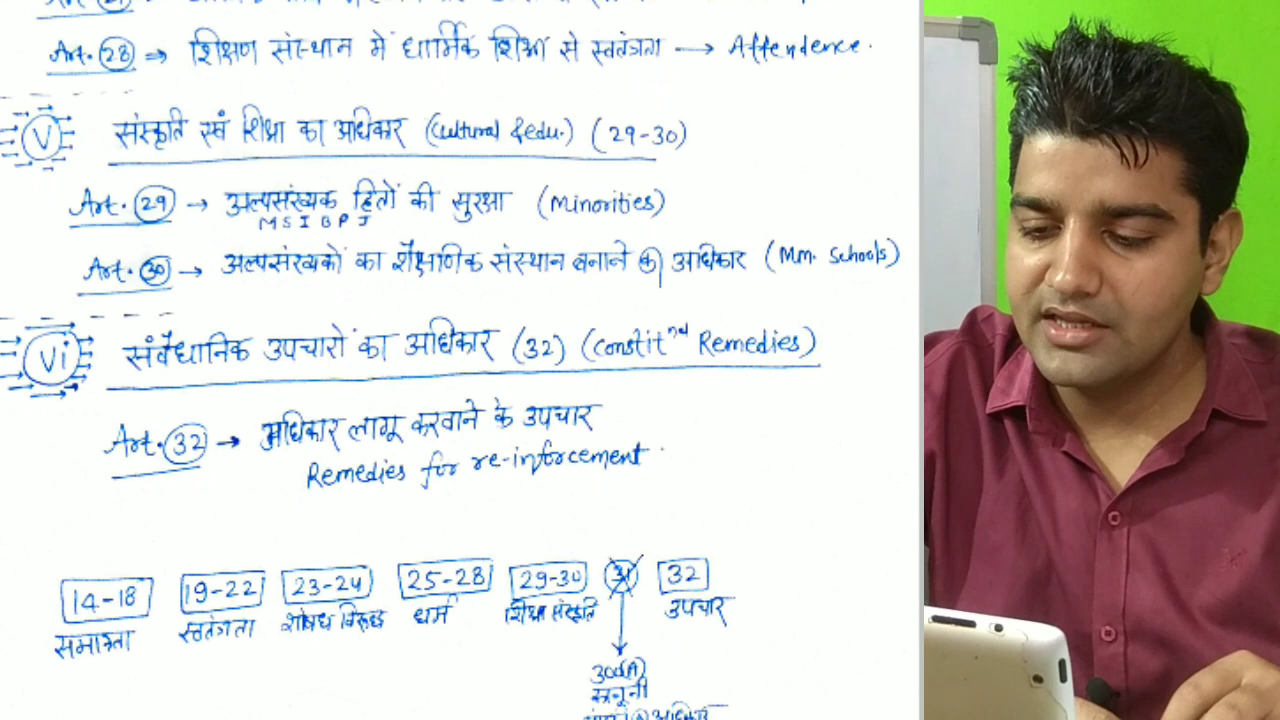 Art. 28 ⇒ शिक्षण संस्थान में धार्मिक शिक्षा से स्वतंत्रता → Attendence.
V संस्कृति एवं शिक्षा का अधिकार (Cultural & edu.) (29-30)
Art. 29 → अल्पसंख्यक हितों की सुरक्षा (Minorities)
M S I B P J
Art. 30 → अल्पसंख्यकों का शैक्षणिक संस्थान बनाने का अधिकार (Mm. Schools)
Vi संवैधानिक उपचारों का अधिकार (32) (Constitnal Remedies)
Art. 32 → अधिकार लागू करवाने के उपचार
Remedies for re-inforcement.
14-18 19-22 23-24 25-28 29-30 31 32
समानता स्वतंत्रता शोषण विरुद्ध धर्म शिक्षा संस्कृति उपचार
300(A)
कानूनी
अधिकार